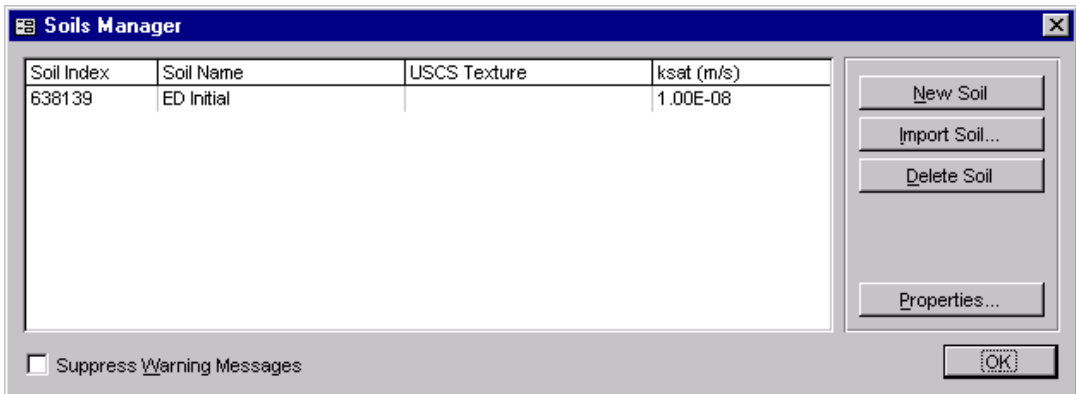 Soils Manager
Soil Index Soil Name USCS Texture ksat (m/s)
638139 ED Initial 1.00E-08
New Soil
Import Soil...
Delete Soil
Properties...
Suppress Warning Messages
OK